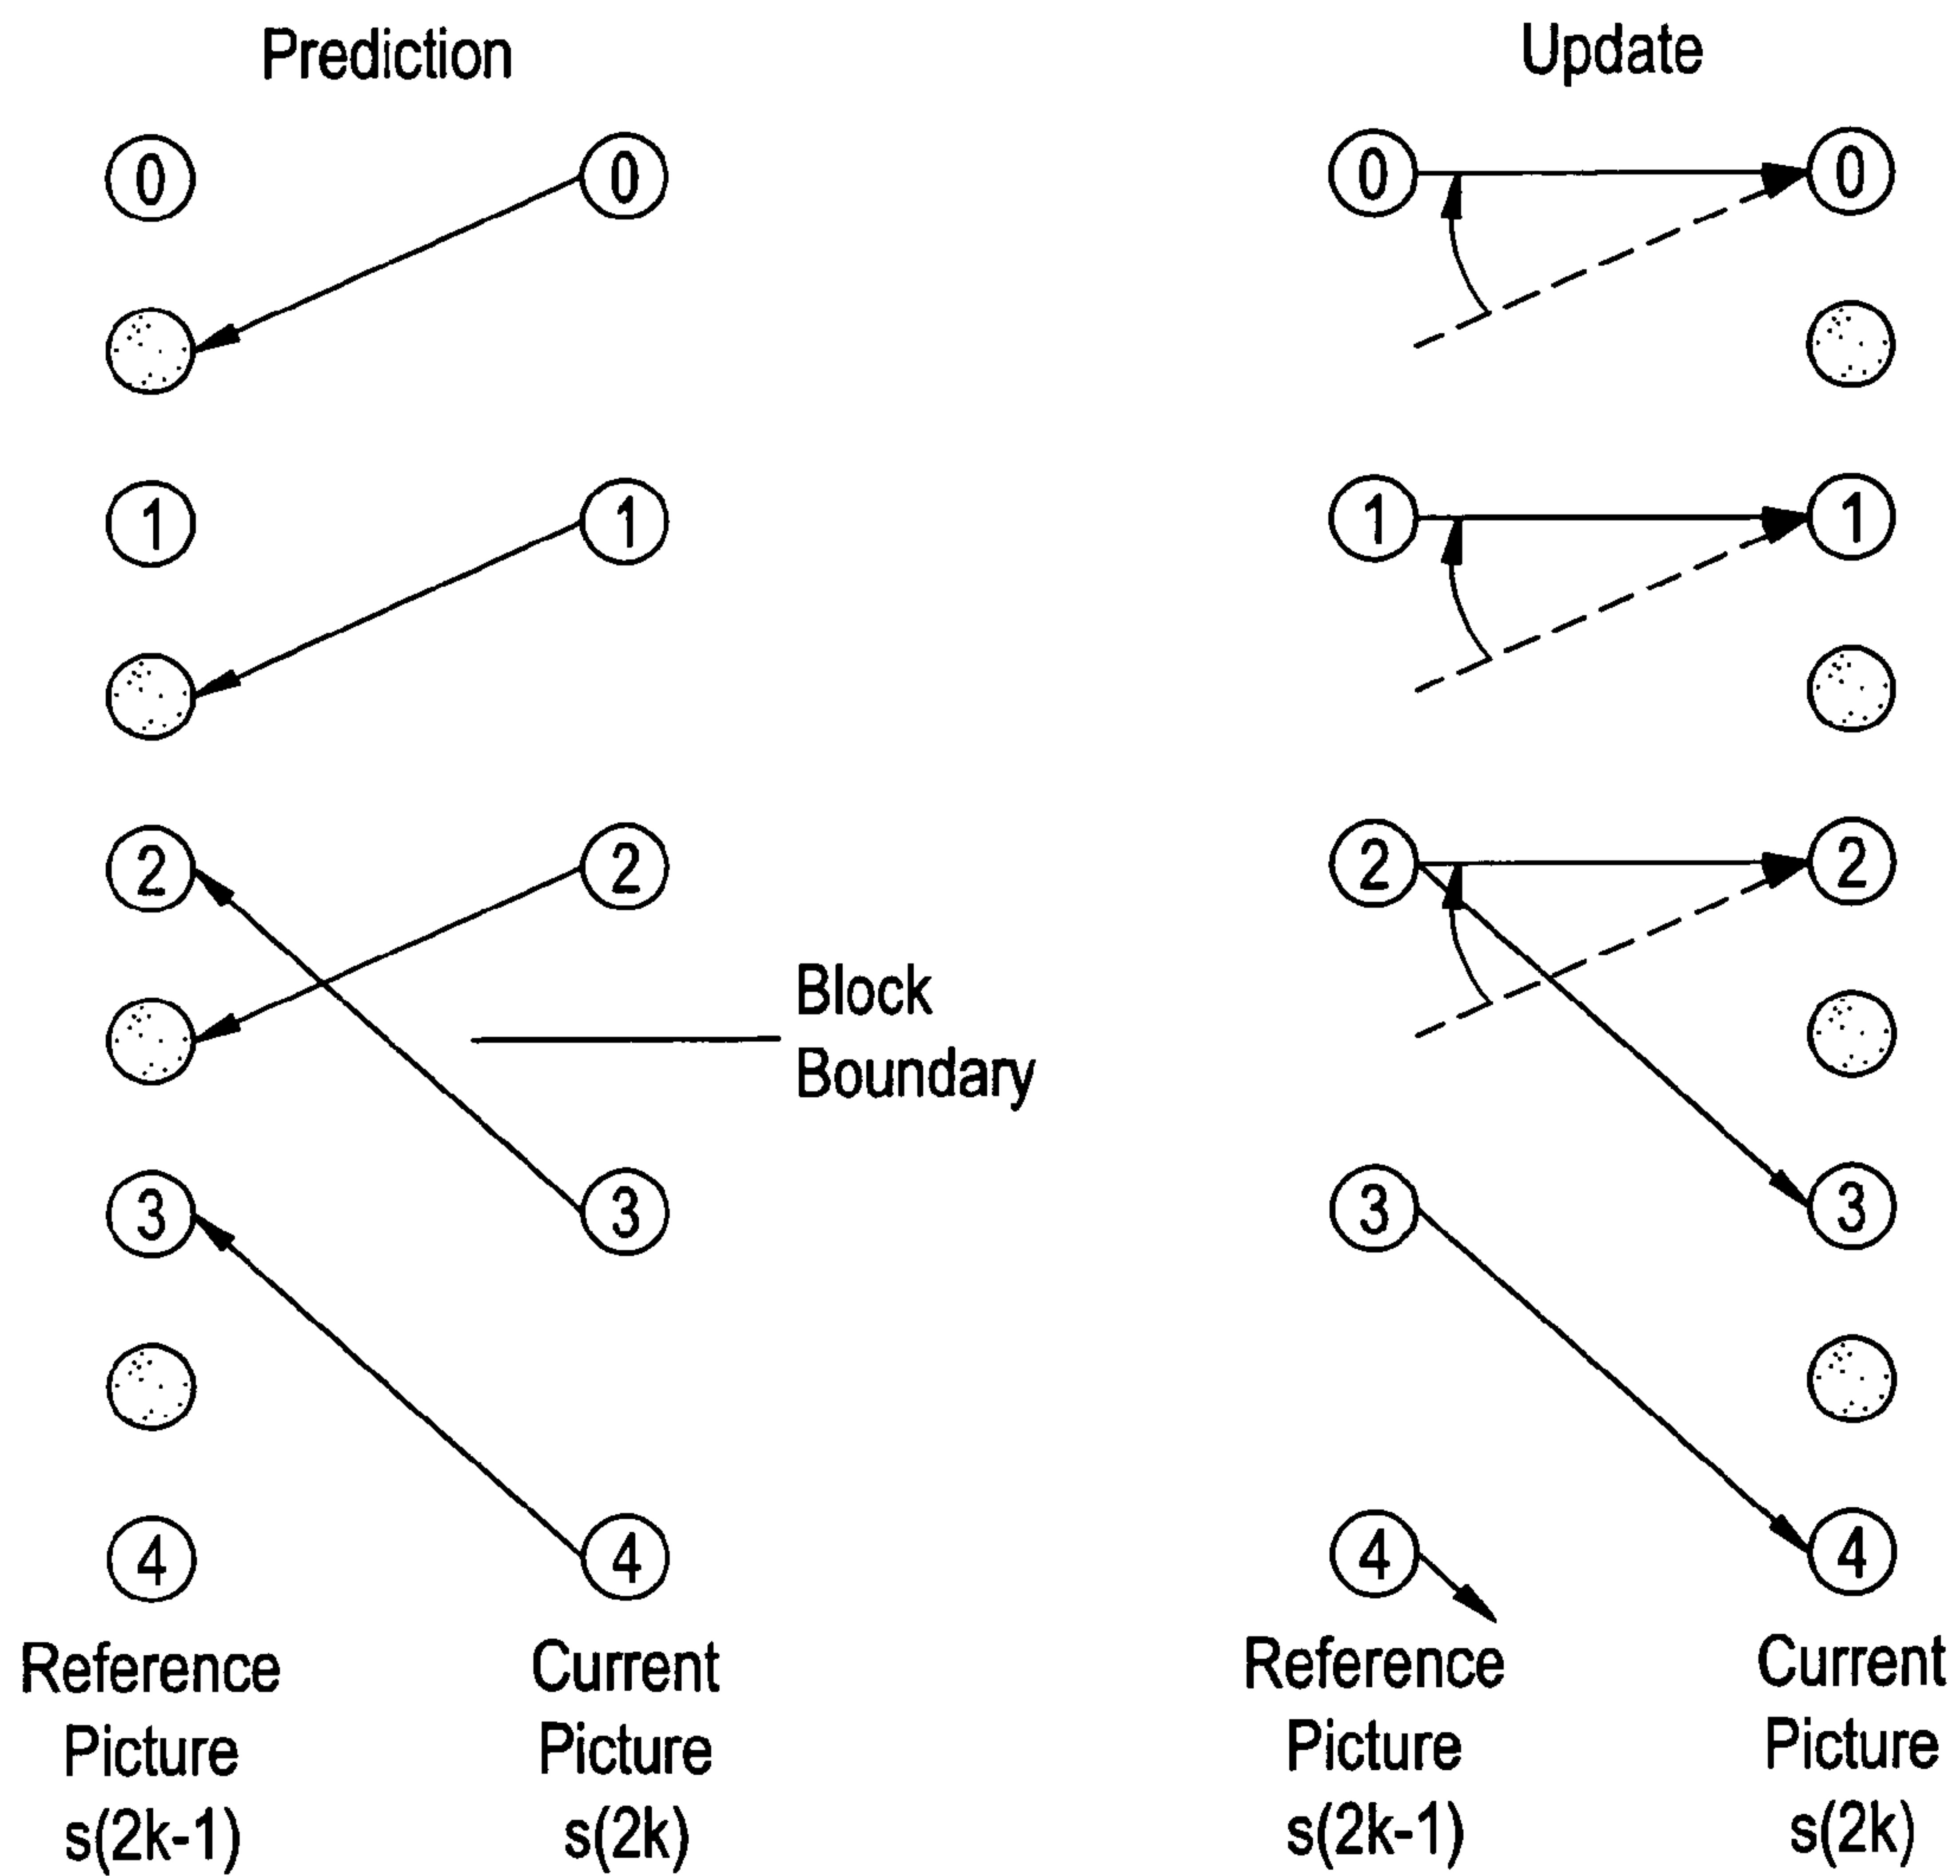 Prediction
Update
0 0 0 0
1 1 1 1
2 2 2 2
Block
Boundary
3 3 3 3
4 4 4 4
Reference
Picture
s(2k-1)
Current
Picture
s(2k)
Reference
Picture
s(2k-1)
Current
Picture
s(2k)